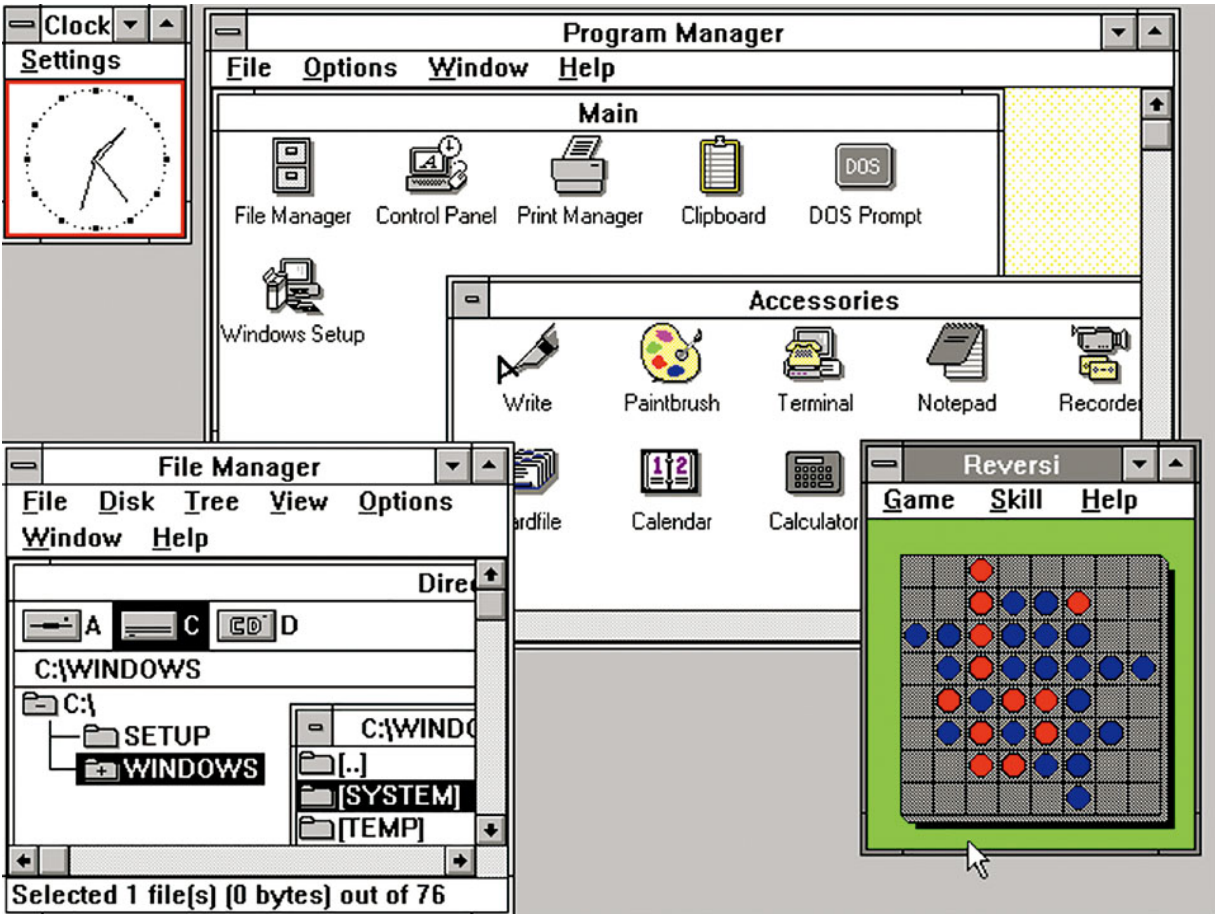 Clock
Settings
Program Manager
File Options Window Help
Main
File Manager Control Panel Print Manager Clipboard DOS Prompt
DOS
Windows Setup
Accessories
Write Paintbrush Terminal Notepad Recorder
ardfile Calendar Calculator
1 2
File Manager
File Disk Tree View Options
Window Help
Direc
A C CD D
C:\WINDOWS
C:\
SETUP
WINDOWS
C:\WINDO
[..]
[SYSTEM]
[TEMP]
Selected 1 file(s) (0 bytes) out of 76
Reversi
Game Skill Help